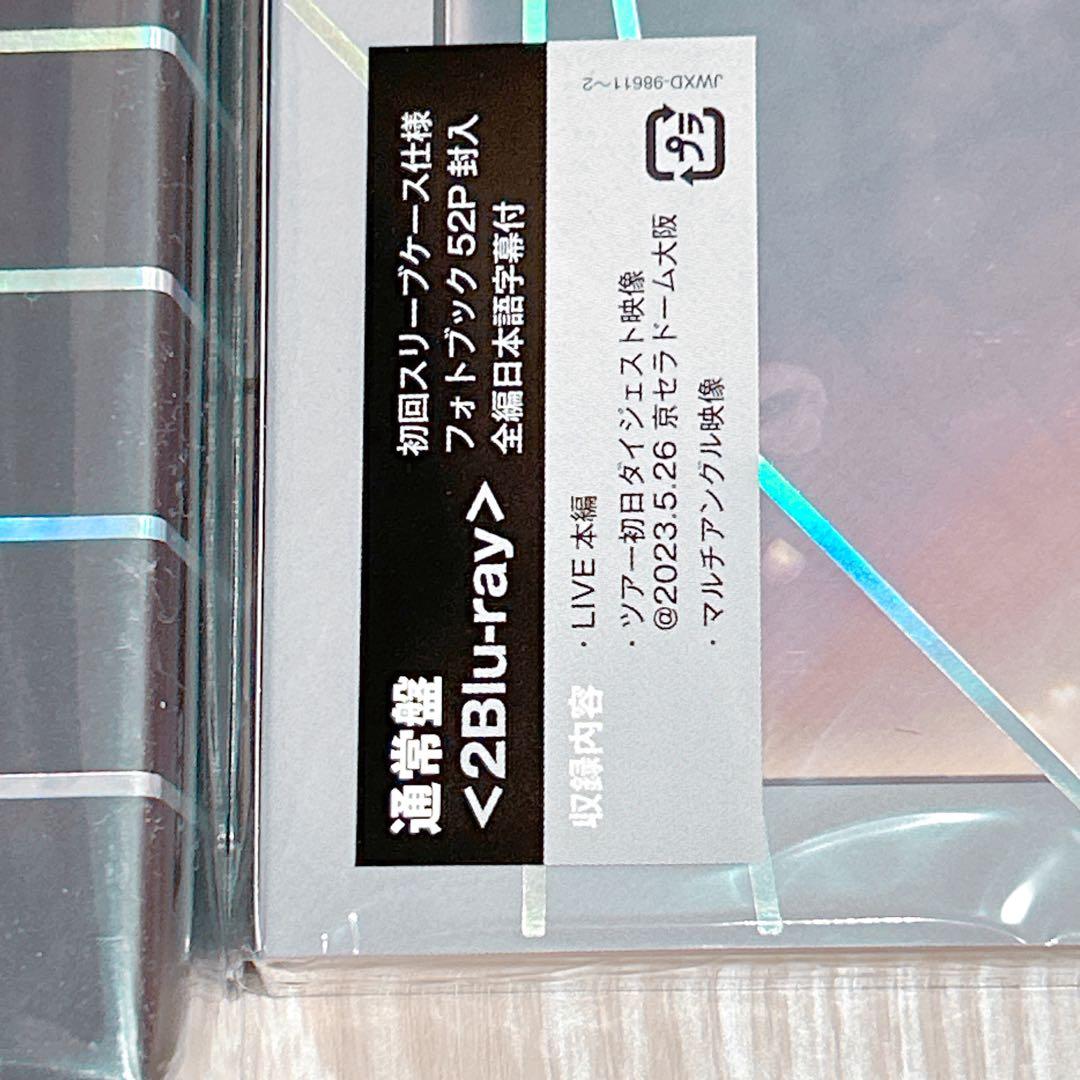 通常盤
<2Blu-ray>
初回スリーブケース仕様
フォトブック 52P 封入
全編日本語字幕付
収録内容
・LIVE 本編
・ツアー初日ダイジェスト映像
@2023.5.26 京セラドーム大阪
・マルチアングル映像
プラ
JWXD-98611〜2